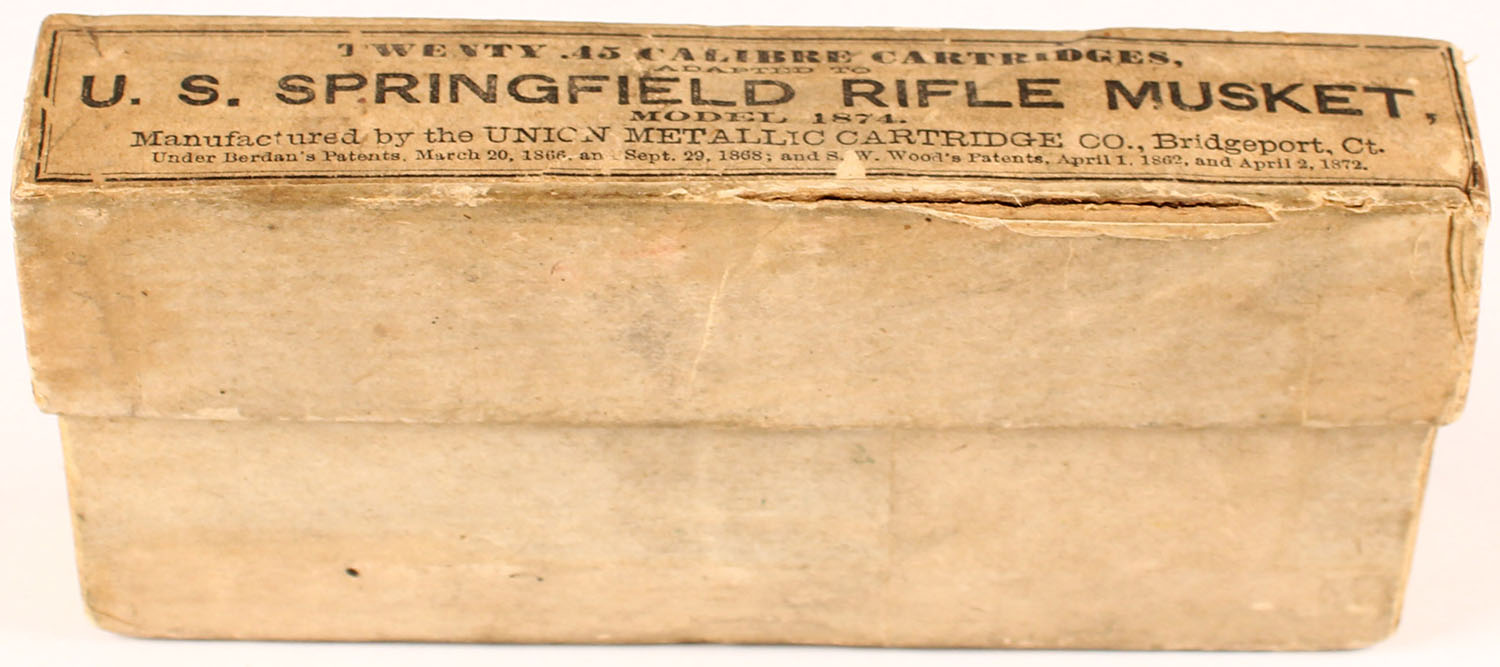 TWENTY .45 CALIBRE CARTRIDGES,
ADAPTED TO
U. S. SPRINGFIELD RIFLE MUSKET,
MODEL 1874.
Manufactured by the UNION METALLIC CARTRIDGE CO., Bridgeport, Ct.
Under Berdan's Patents, March 20, 1866, an Sept. 29, 1868; and S. W. Wood's Patents, April 1, 1862, and April 2, 1872.